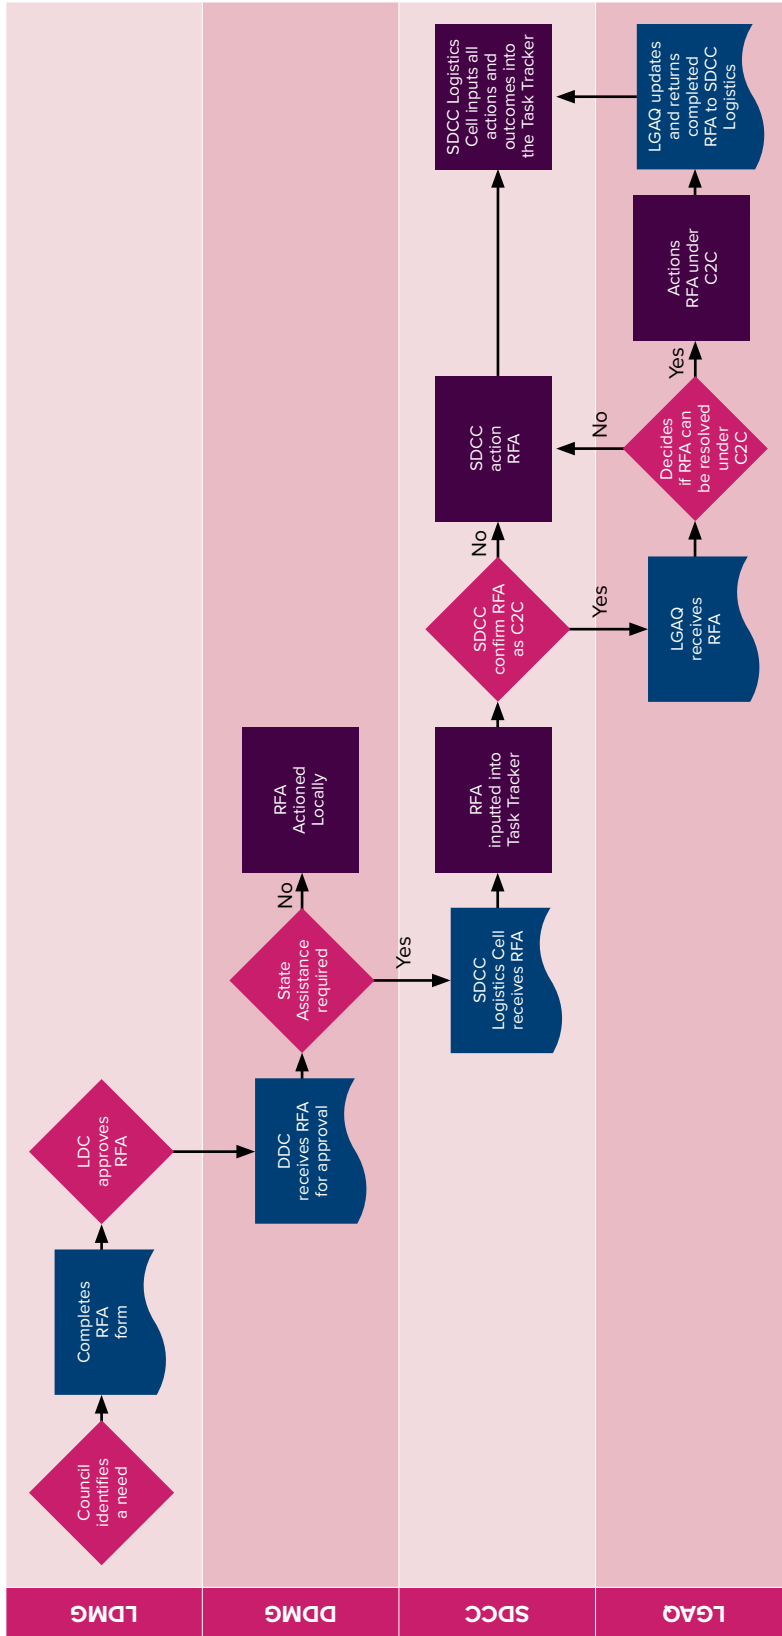 LDMG
Council
identifies
a need
Completes
RFA
form
LDC
approves
RFA
DDMG
DDC
receives RFA
for approval
State
Assistance
required
No
Yes
RFA
Actioned
Locally
SDCC
SDCC
Logistics Cell
receives RFA
RFA
inputted into
Task Tracker
SDCC
confirm RFA
as C2C
No
Yes
SDCC
action
RFA
SDCC Logistics
Cell inputs all
actions and
outcomes into
the Task Tracker
LGAQ
LGAQ
receives
RFA
Decides
if RFA can
be resolved
under
C2C
No
Yes
Actions
RFA under
C2C
LGAQ updates
and returns
completed
RFA to SDCC
Logistics